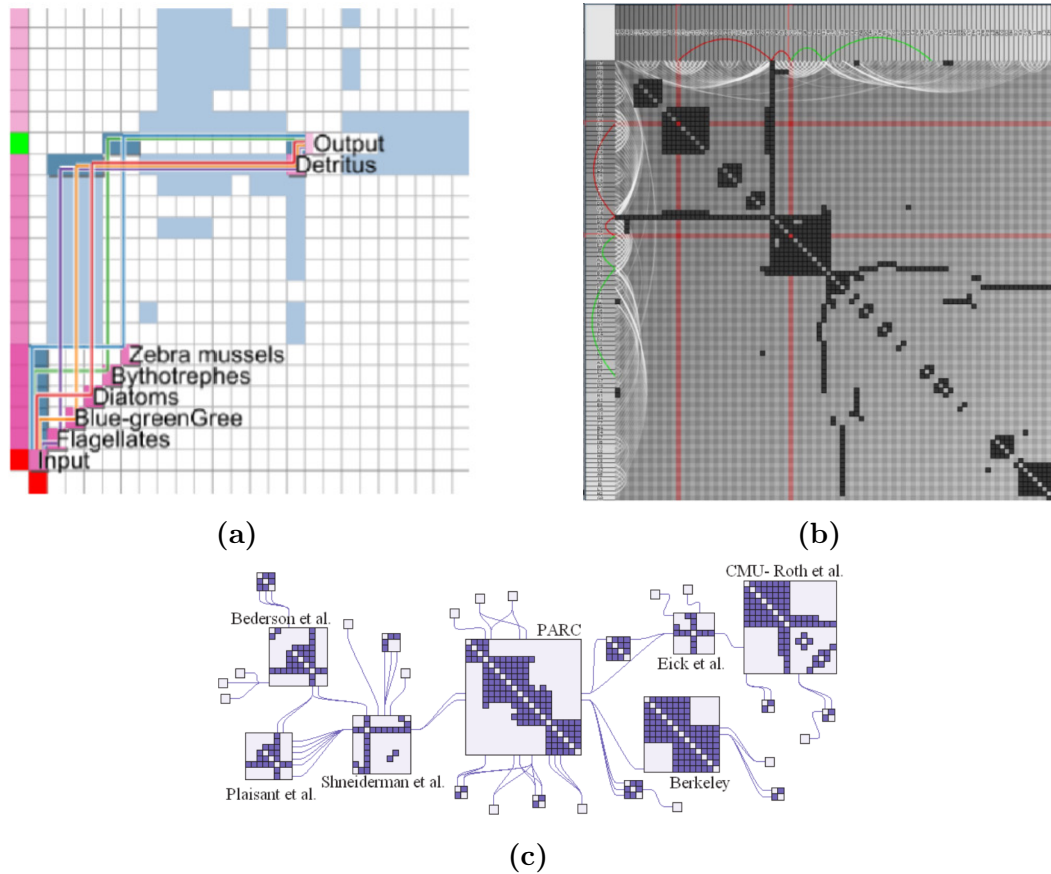 Output
Detritus
Zebra mussels
Bythotrephes
Diatoms
Blue-greenGree
Flagellates
Input
(a)
(b)
CMU- Roth et al.
Bederson et al.
PARC
Eick et al.
Plaisant et al.
Shneiderman et al.
Berkeley
(c)